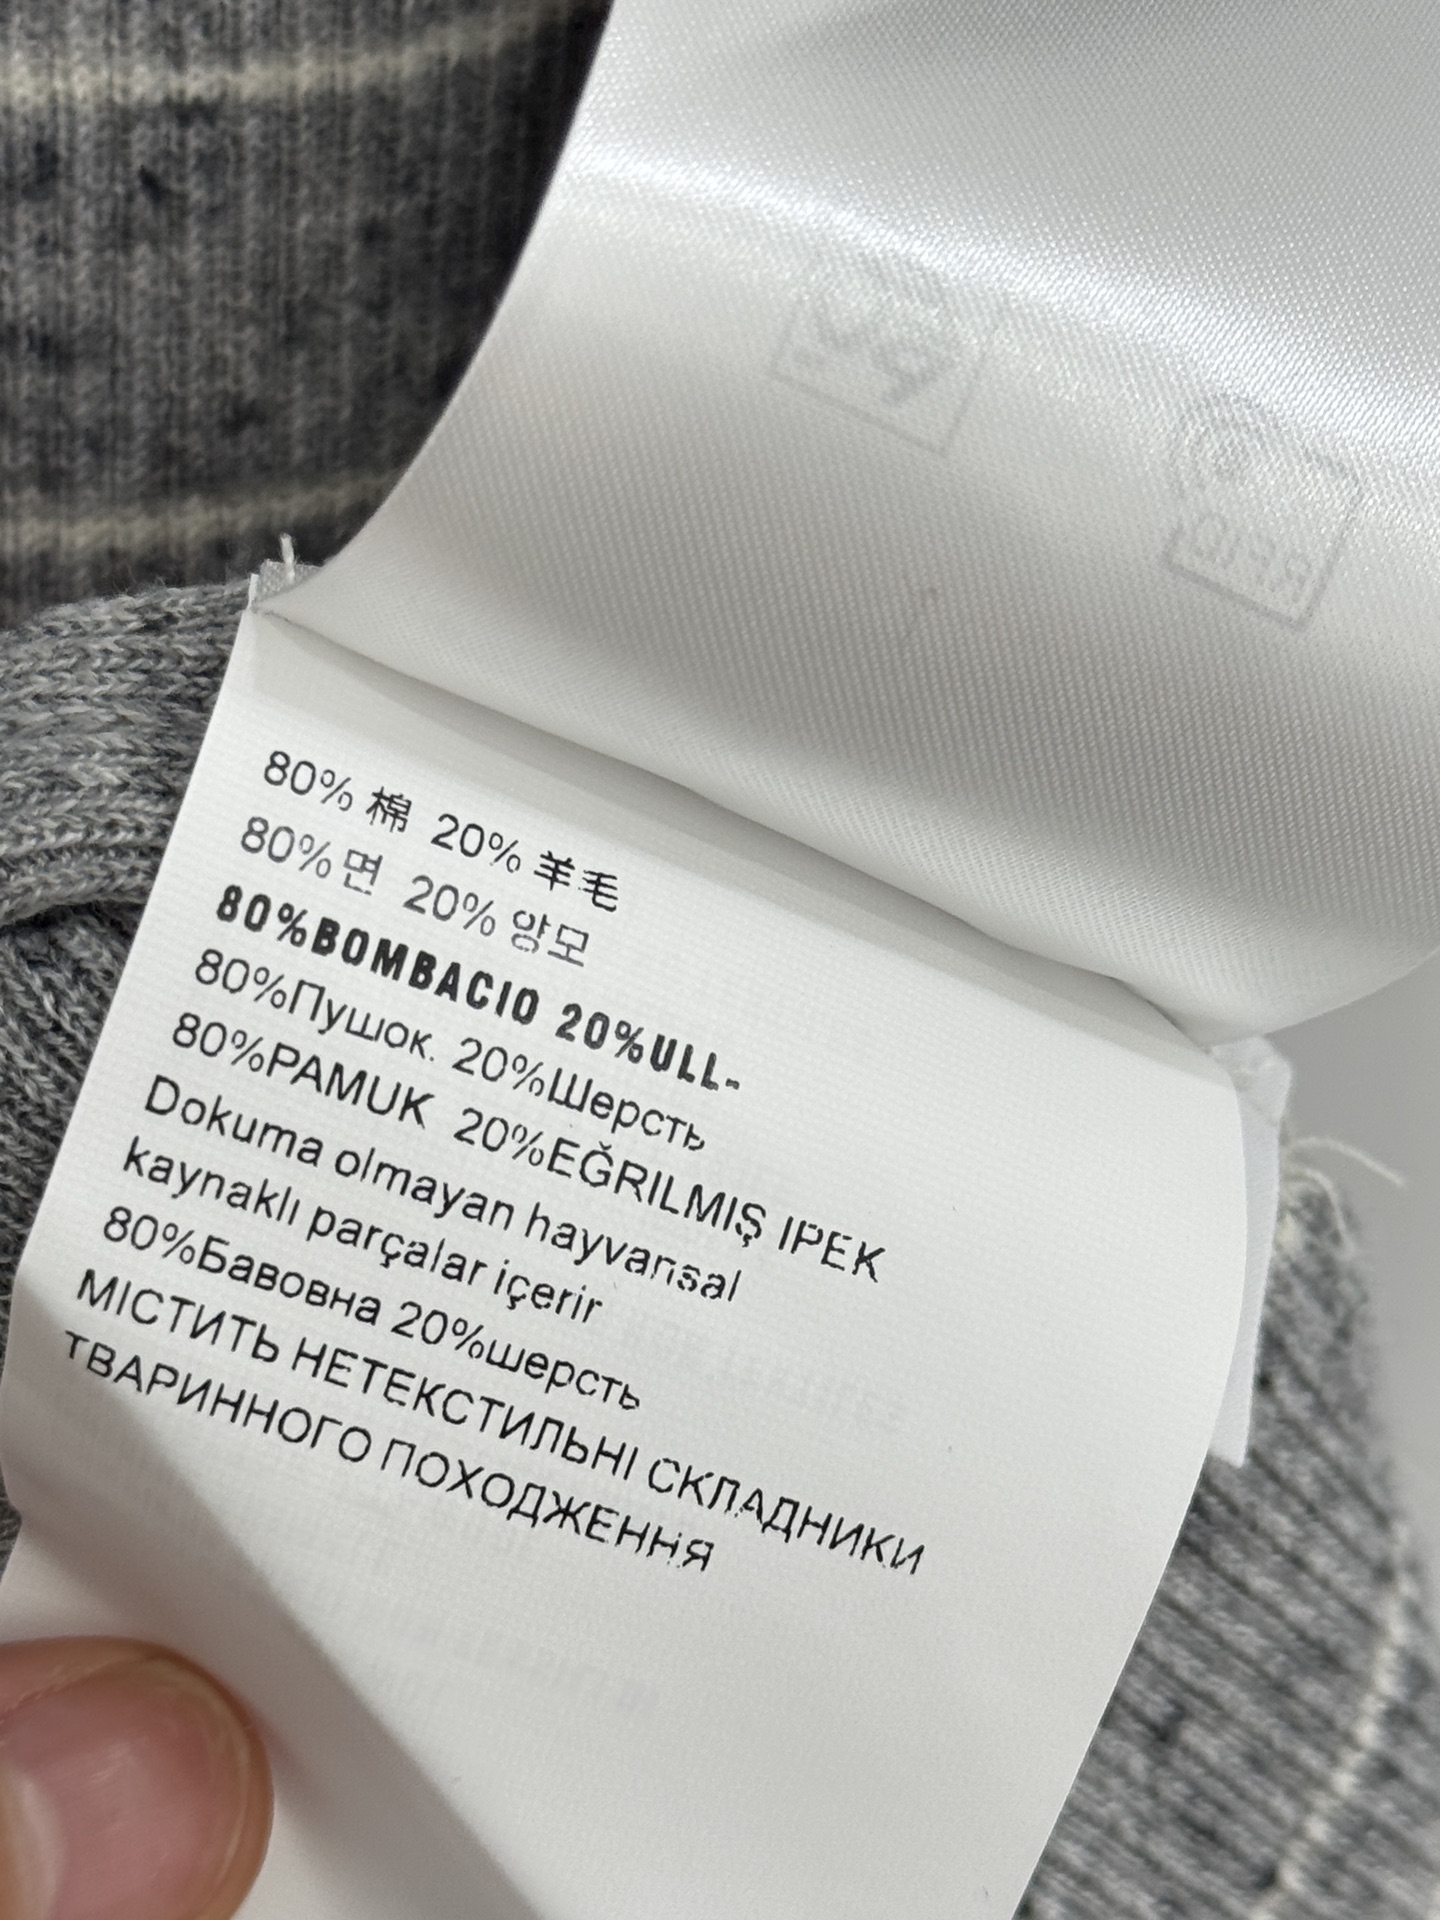 80% 棉 20% 羊毛
80% 면 20% 양모
80%BOMBACIO 20%ULL-
80%Пушок. 20%Шерсть
80%PAMUK 20%EĞRILMIŞ IPEK
Dokuma olmayan hayvansal
kaynaklı parçalar içerir
80%Бавовна 20%шерсть
МІСТИТЬ НЕТЕКСТИЛЬНІ СКЛАДНИКИ
ТВАРИННОГО ПОХОДЖЕННЯ
RFID